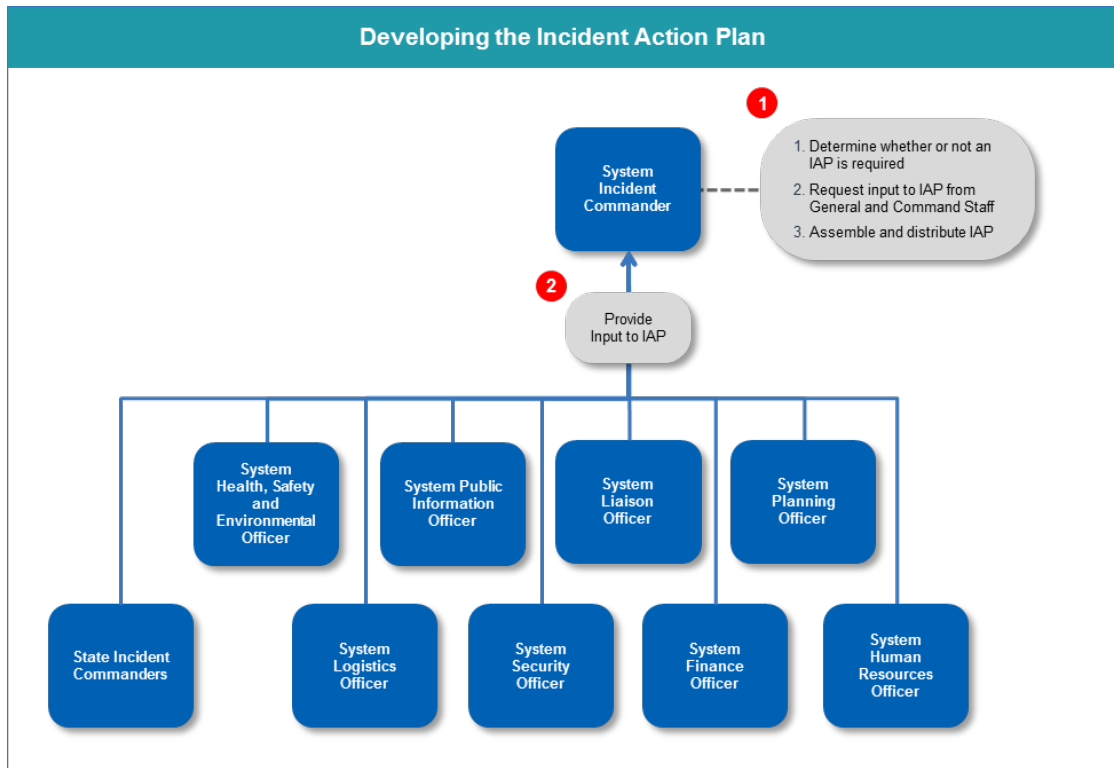 Developing the Incident Action Plan
1
1. Determine whether or not an
IAP is required
2. Request input to IAP from
General and Command Staff
3. Assemble and distribute IAP
System
Incident
Commander
2
Provide
Input to IAP
System
Health, Safety
and
Environmental
Officer
System Public
Information
Officer
System
Liaison
Officer
System
Planning
Officer
State Incident
Commanders
System
Logistics
Officer
System
Security
Officer
System
Finance
Officer
System
Human
Resources
Officer